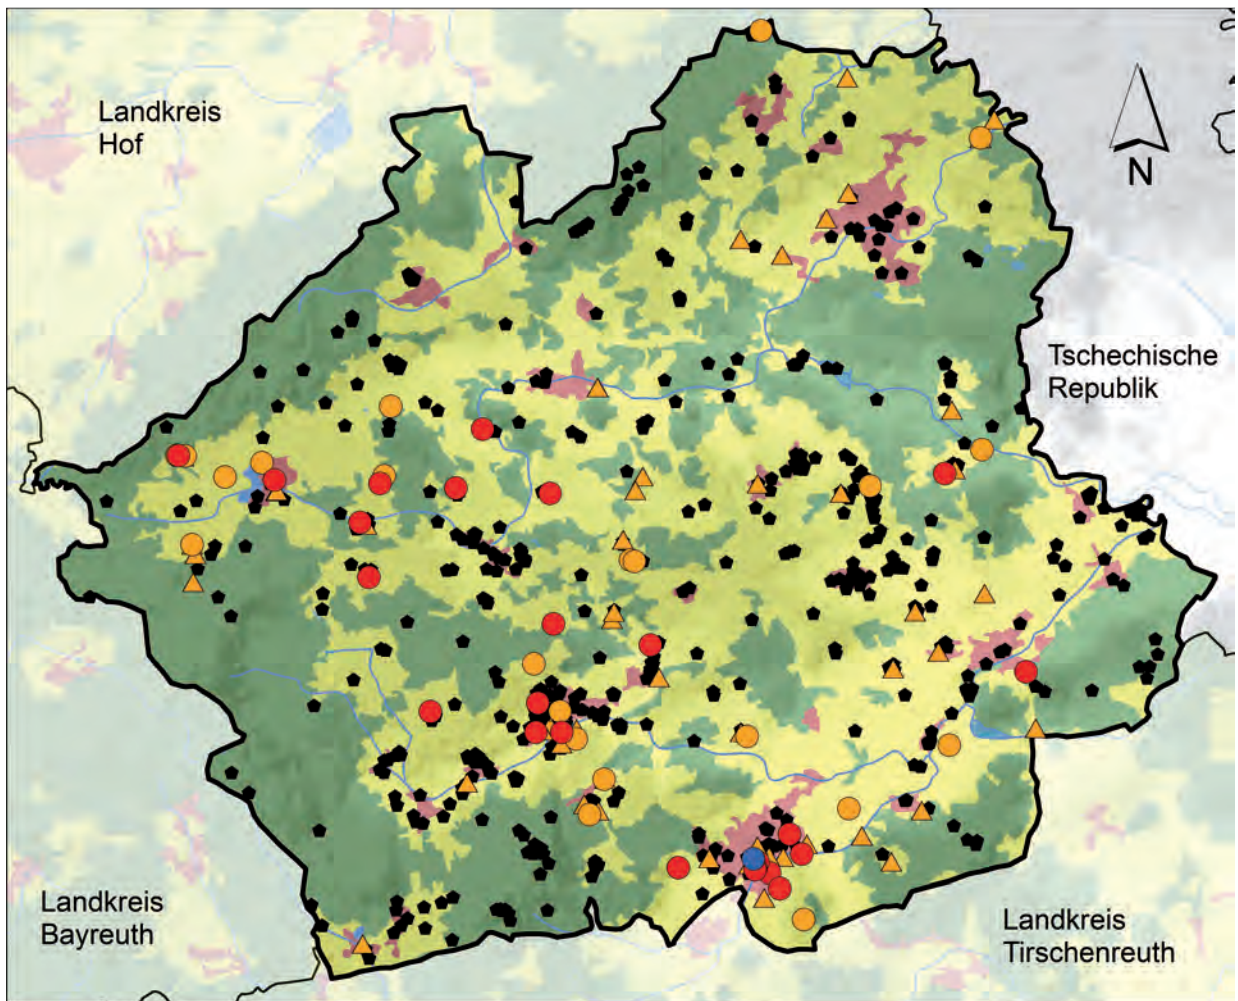 Landkreis
Hof
N
Tschechische
Republik
Landkreis
Bayreuth
Landkreis
Tirschenreuth